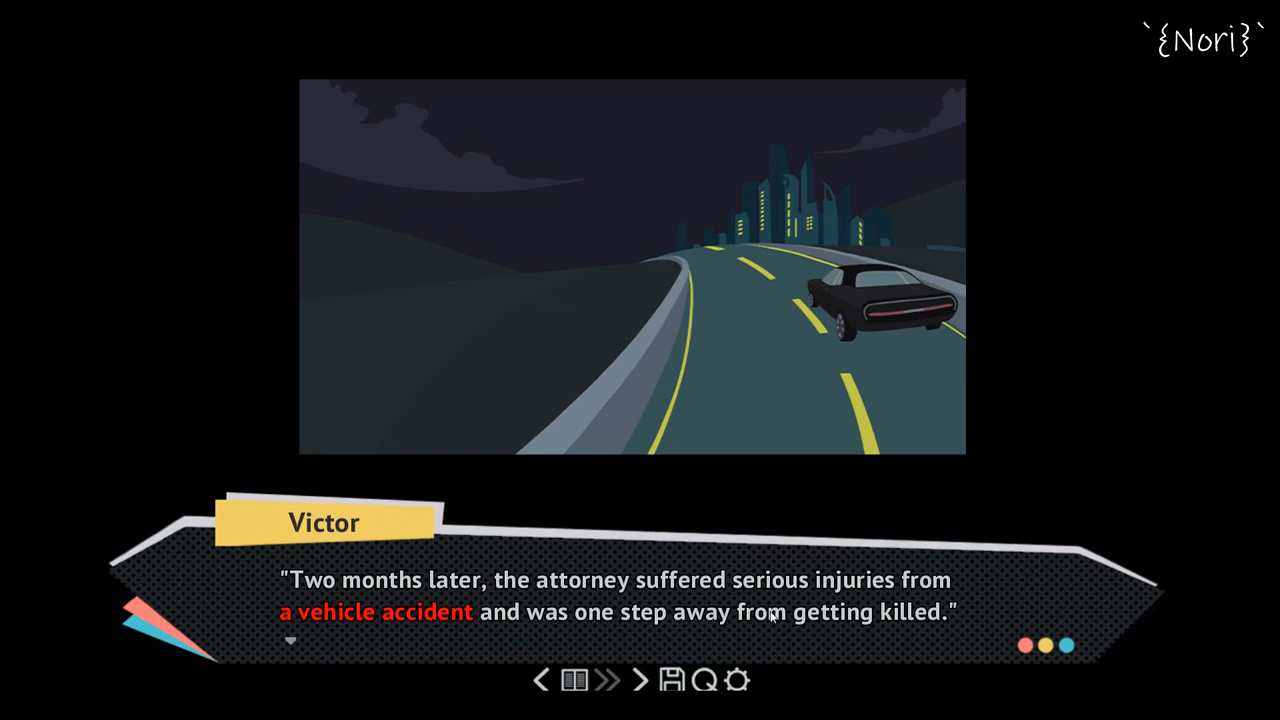 `{Nori}`
Victor
"Two months later, the attorney suffered serious injuries from
a vehicle accident and was one step away from getting killed."